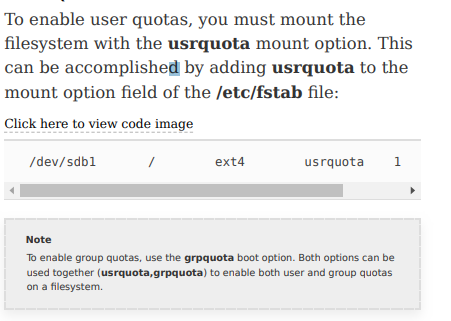 To enable user quotas, you must mount the
filesystem with the usrquota mount option. This
can be accomplished by adding usrquota to the
mount option field of the /etc/fstab file:
Click here to view code image
/dev/sdb1 / ext4 usrquota 1
Note
To enable group quotas, use the grpquota boot option. Both options can be
used together (usrquota,grpquota) to enable both user and group quotas
on a filesystem.